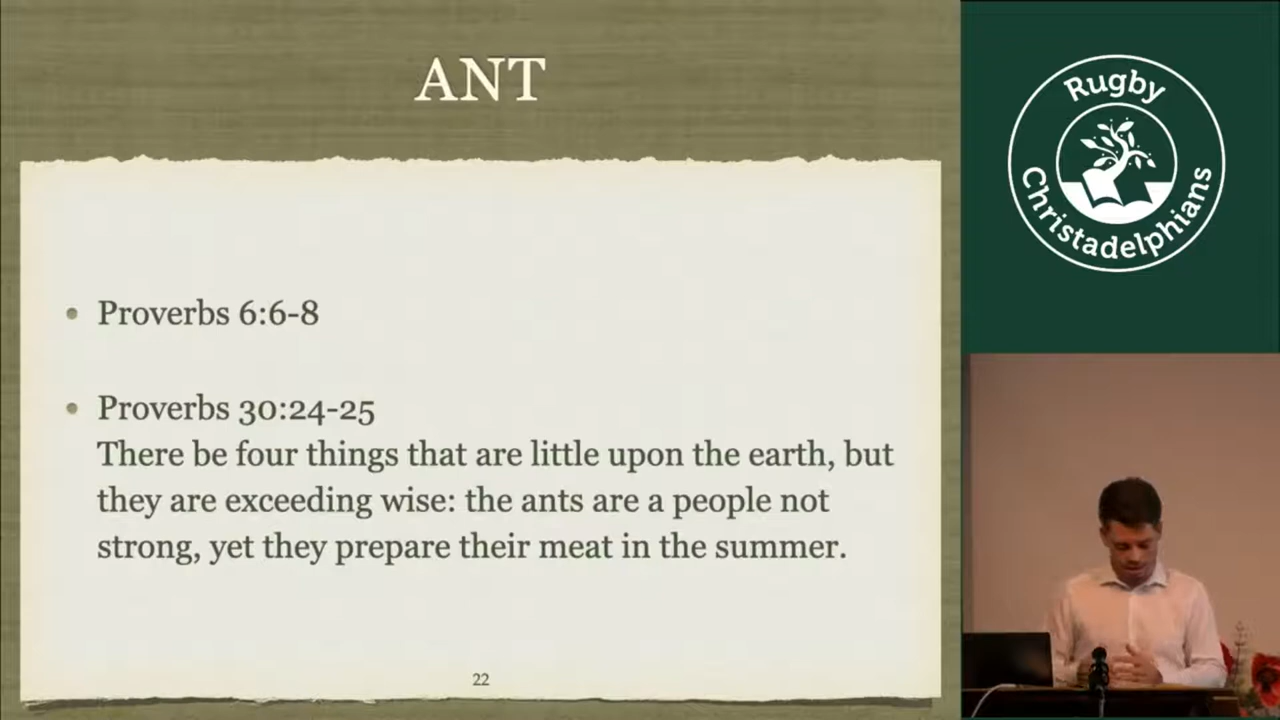 ANT
• Proverbs 6:6-8
• Proverbs 30:24-25
There be four things that are little upon the earth, but
they are exceeding wise: the ants are a people not
strong, yet they prepare their meat in the summer.
22
Rugby
Christadelphians